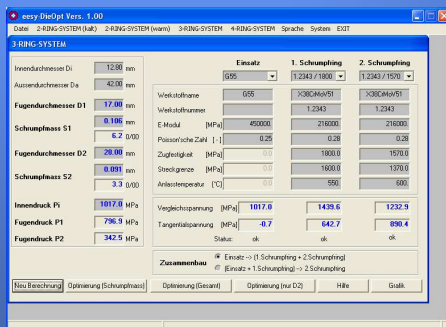 eesy-DieOpt Vers. 1.00
Datei 2-RING-SYSTEM (kalt) 2-RING-SYSTEM (warm) 3-RING-SYSTEM 4-RING-SYSTEM Sprache System EXIT
3-RING-SYSTEM
Innendurchmesser Di 12.80 mm
Aussendurchmesser Da 42.00 mm
Fugendurchmesser D1 17.00 mm
Schrumpfmass S1 0.106 mm
6.2 0/00
Fugendurchmesser D2 28.00 mm
Schrumpfmass S2 0.091 mm
3.3 0/00
Innendruck Pi 1017.0 MPa
Fugendruck P1 796.9 MPa
Fugendruck P2 342.5 MPa
Einsatz 1. Schrumpfring 2. Schrumpfring
G55 1.2343 / 1800 1.2343 / 1570
Werkstoffname G55 X38CrMoV51 X38CrMoV51
Werkstoffnummer 1.2343 1.2343
E-Modul [MPa] 450000. 216000. 216000.
Poisson'sche Zahl [-] 0.25 0.28 0.28
Zugfestigkeit [MPa] 0.0 1800.0 1570.0
Streckgrenze [MPa] 0.0 1600.0 1370.0
Anlasstemperatur [°C] 0.0 550. 600.
Vergleichsspannung [MPa] 1017.0 1439.6 1232.9
Tangentialspannung [MPa] -0.7 642.7 890.4
Status: ok ok ok
Zusammenbau
Einsatz -> (1.Schrumpfring + 2.Schrumpfring)
(Einsatz + 1.Schrumpfring) -> 2.Schrumpfring
Neu Berechnung Optimierung (Schrumpfmass) Optimierung (Gesamt) Optimierung (nur D2) Hilfe Grafik